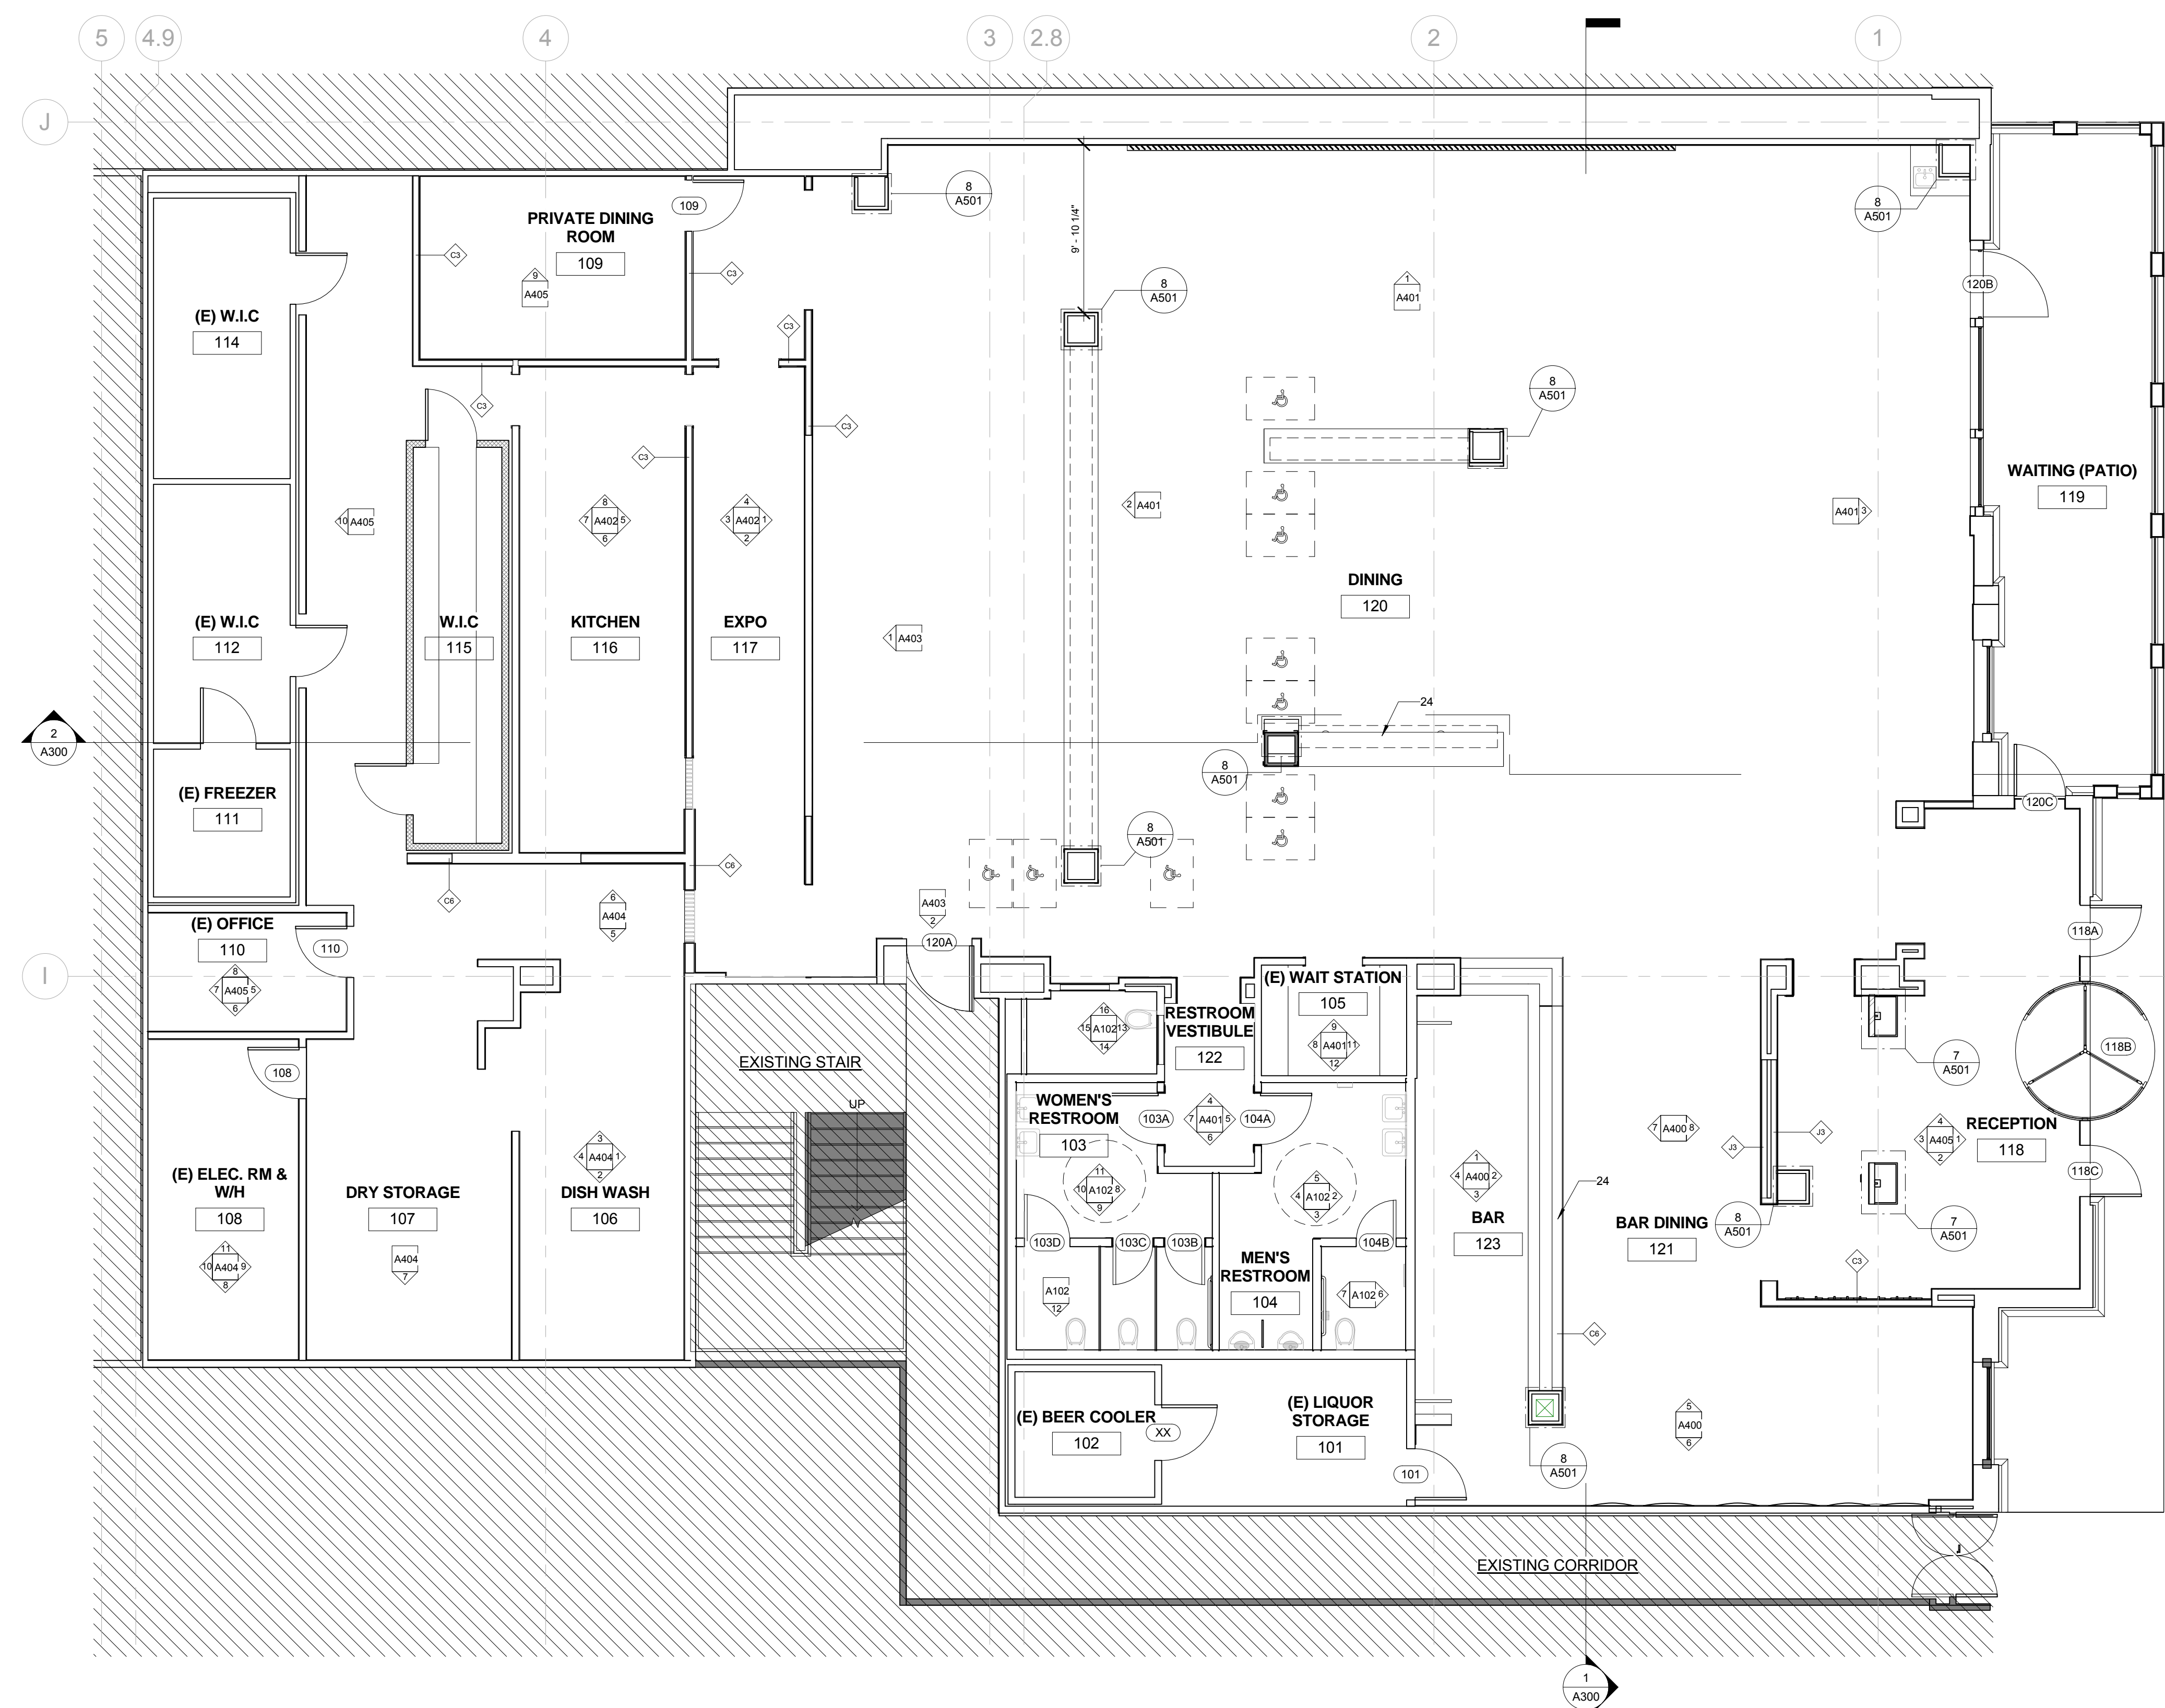 5
4.9
4
3
2.8
2
1
J
8
A501
8
A501
109
PRIVATE DINING
ROOM
109
9' - 10 1/4"
C3
C3
9
A405
8
A501
1
A401
120B
(E) W.I.C
114
C3
8
A501
C3
C3
C3
WAITING (PATIO)
119
10 A405
8
7 A402 5
6
4
3 A402 1
2
2 A401
A401 3
DINING
120
(E) W.I.C
112
W.I.C
115
KITCHEN
116
EXPO
117
1 A403
24
2
A300
8
A501
(E) FREEZER
111
120C
8
A501
C6
C6
6
A404
5
A403
2
120A
118A
(E) OFFICE
110
110
8
7 A405 5
6
I
(E) WAIT STATION
105
9
8 A401 11
12
16
15 A102 13
14
RESTROOM
VESTIBULE
122
EXISTING STAIR
UP
118B
7
A501
108
WOMEN'S
RESTROOM
103
103A
4
7 A401 5
6
104A
7 A400 8
J3
J3
4
3 A405 1
2
RECEPTION
118
3
4 A404 1
2
118C
(E) ELEC. RM &
W/H
108
11
10 A404 9
8
DRY STORAGE
107
A404
7
DISH WASH
106
11
10 A102 8
9
5
4 A102 2
3
1
4 A400 2
3
24
BAR
123
BAR DINING
121
8
A501
7
A501
103D
103C
103B
104B
MEN'S
RESTROOM
104
A102
12
7 A102 6
C3
C6
(E) BEER COOLER
102
XX
(E) LIQUOR
STORAGE
101
101
5
A400
6
8
A501
EXISTING CORRIDOR
1
A300